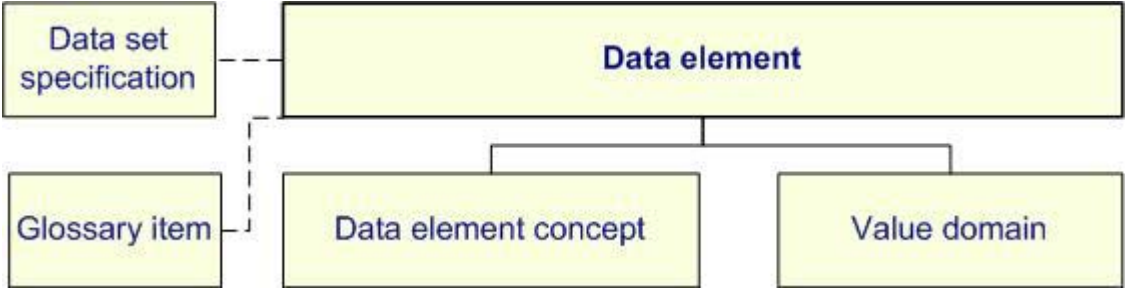 Data set
specification
Data element
Glossary item
Data element concept
Value domain